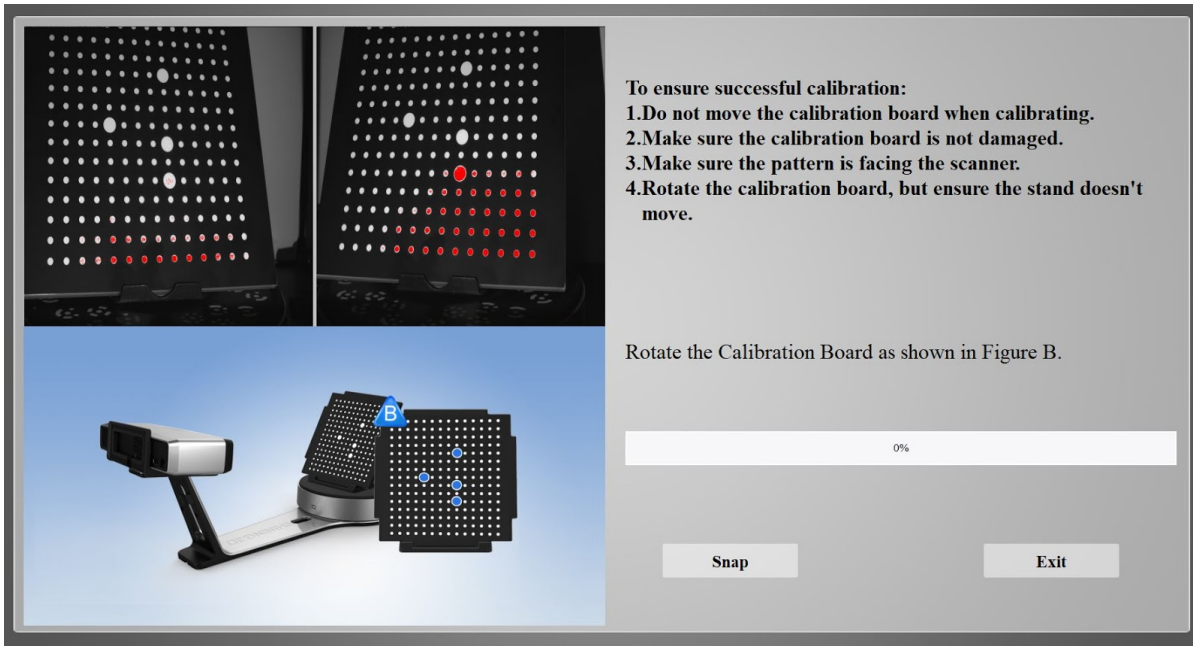 To ensure successful calibration:
1.Do not move the calibration board when calibrating.
2.Make sure the calibration board is not damaged.
3.Make sure the pattern is facing the scanner.
4.Rotate the calibration board, but ensure the stand doesn't
move.
Rotate the Calibration Board as shown in Figure B.
0%
B
Snap
Exit